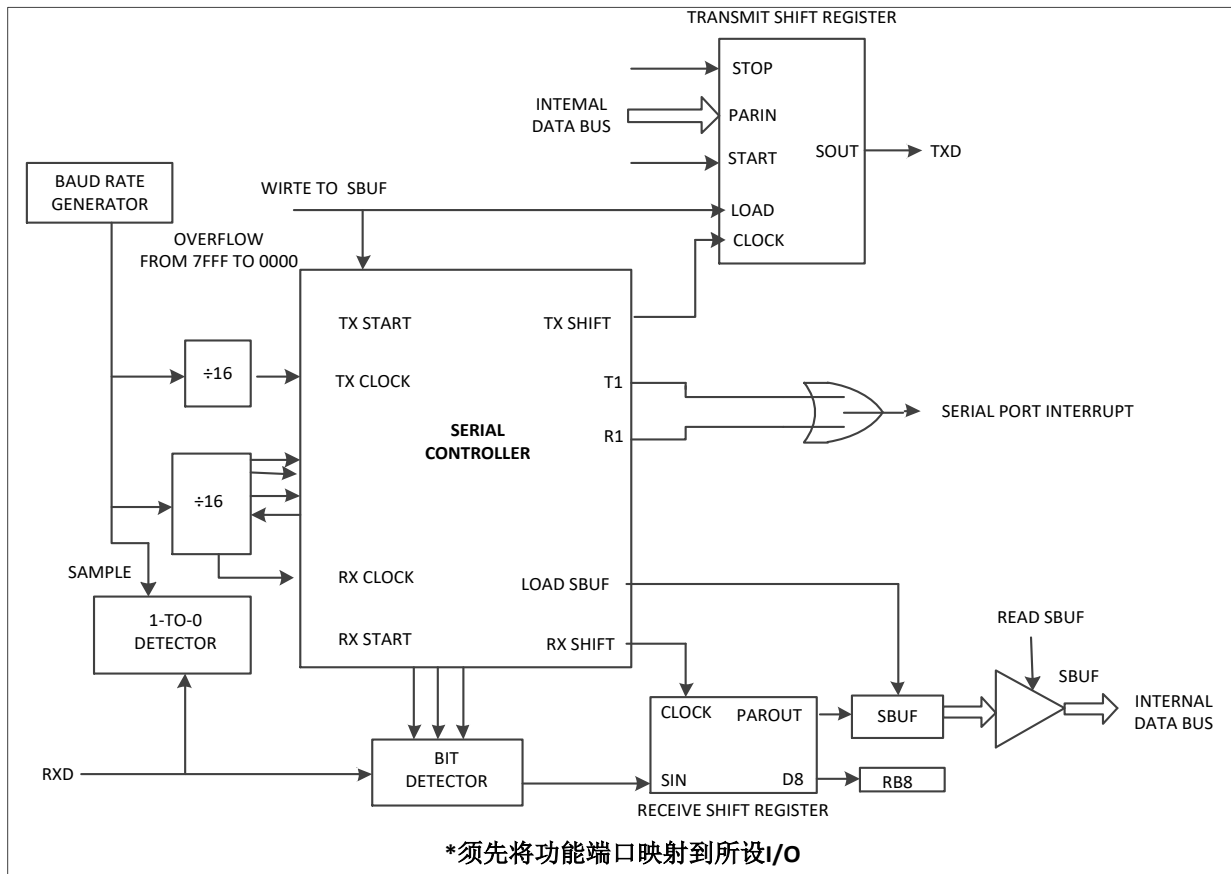 TRANSMIT SHIFT REGISTER
STOP
INTEMAL
DATA BUS
PARIN
START
SOUT
TXD
BAUD RATE
GENERATOR
WIRTE TO SBUF
LOAD
CLOCK
OVERFLOW
FROM 7FFF TO 0000
TX START
TX SHIFT
÷16
TX CLOCK
T1
SERIAL PORT INTERRUPT
SERIAL
CONTROLLER
R1
÷16
SAMPLE
RX CLOCK
LOAD SBUF
1-TO-0
DETECTOR
RX START
RX SHIFT
READ SBUF
SBUF
CLOCK
PAROUT
SBUF
INTERNAL
DATA BUS
RXD
BIT
DETECTOR
SIN
D8
RB8
RECEIVE SHIFT REGISTER
*须先将功能端口映射到所设I/O